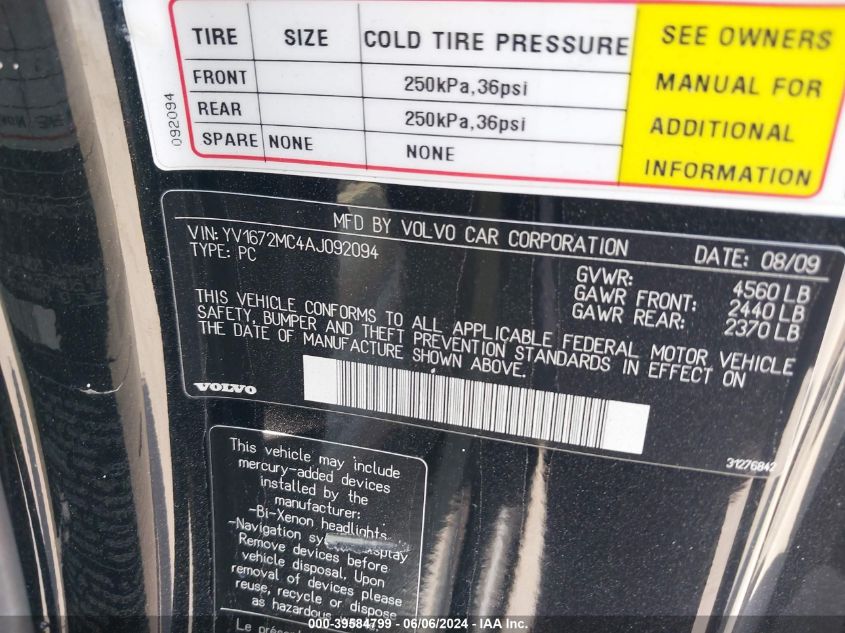 TIRE SIZE COLD TIRE PRESSURE
FRONT 250kPa,36psi
REAR 250kPa,36psi
SPARE NONE NONE
SEE OWNERS
MANUAL FOR
ADDITIONAL
INFORMATION
092094
MFD BY VOLVO CAR CORPORATION DATE: 08/09
VIN: YV1672MC4AJ092094
TYPE: PC
GVWR: 4560 LB
GAWR FRONT: 2440 LB
GAWR REAR: 2370 LB
THIS VEHICLE CONFORMS TO ALL APPLICABLE FEDERAL MOTOR VEHICLE
SAFETY, BUMPER AND THEFT PREVENTION STANDARDS IN EFFECT ON
THE DATE OF MANUFACTURE SHOWN ABOVE.
VOLVO
31276842
This vehicle may include
mercury-added devices
installed by the
manufacturer:
-Bi-Xenon headlights
-Navigation
Remove devices before
vehicle disposal. Upon
removal of devices please
reuse, recycle or dispose
as hazardous
000-39584799 - 06/06/2024 - IAA Inc.